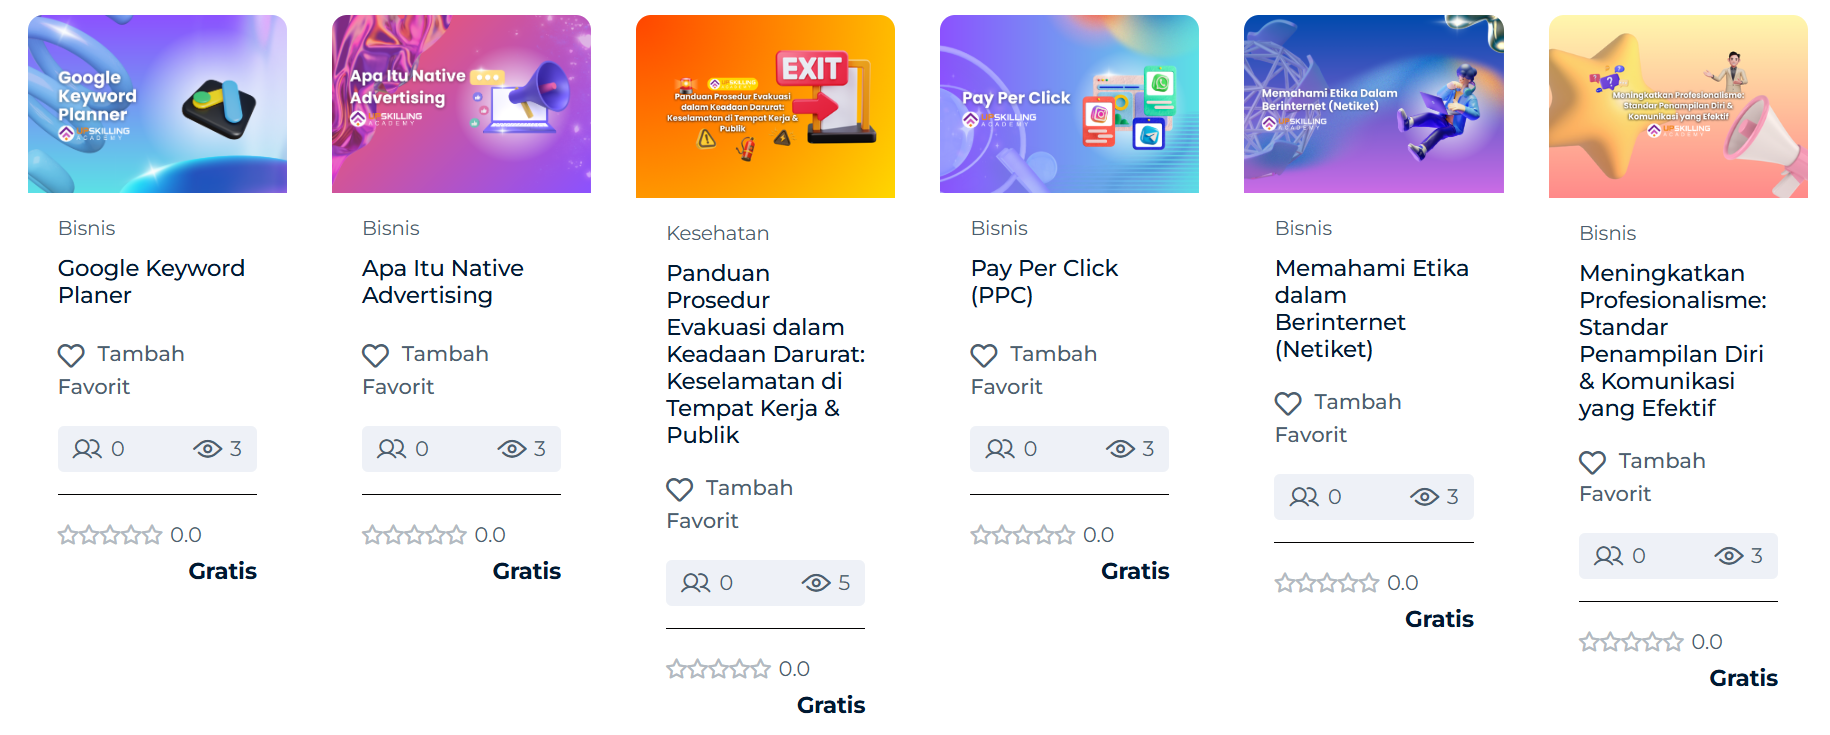 Google
Keyword
Planner
UPSKILLING
ACADEMY
Bisnis
Google Keyword
Planer
Tambah
Favorit
0 3
0.0
Gratis
Apa Itu Native
Advertising
UPSKILLING
ACADEMY
Bisnis
Apa Itu Native
Advertising
Tambah
Favorit
0 3
0.0
Gratis
EXIT
UPSKILLING
Panduan Prosedur Evakuasi
dalam Keadaan Darurat:
Keselamatan di Tempat Kerja &
Publik
Kesehatan
Panduan
Prosedur
Evakuasi dalam
Keadaan Darurat:
Keselamatan di
Tempat Kerja &
Publik
Tambah
Favorit
0 5
0.0
Gratis
Pay Per Click
UPSKILLING
ACADEMY
Bisnis
Pay Per Click
(PPC)
Tambah
Favorit
0 3
0.0
Gratis
Memahami Etika Dalam
Berinternet (Netiket)
UPSKILLING
ACADEMY
Bisnis
Memahami Etika
dalam
Berinternet
(Netiket)
Tambah
Favorit
0 3
0.0
Gratis
Meningkatkan Profesionalisme:
Standar Penampilan Diri &
Komunikasi yang Efektif
UPSKILLING
ACADEMY
Bisnis
Meningkatkan
Profesionalisme:
Standar
Penampilan Diri
& Komunikasi
yang Efektif
Tambah
Favorit
0 3
0.0
Gratis